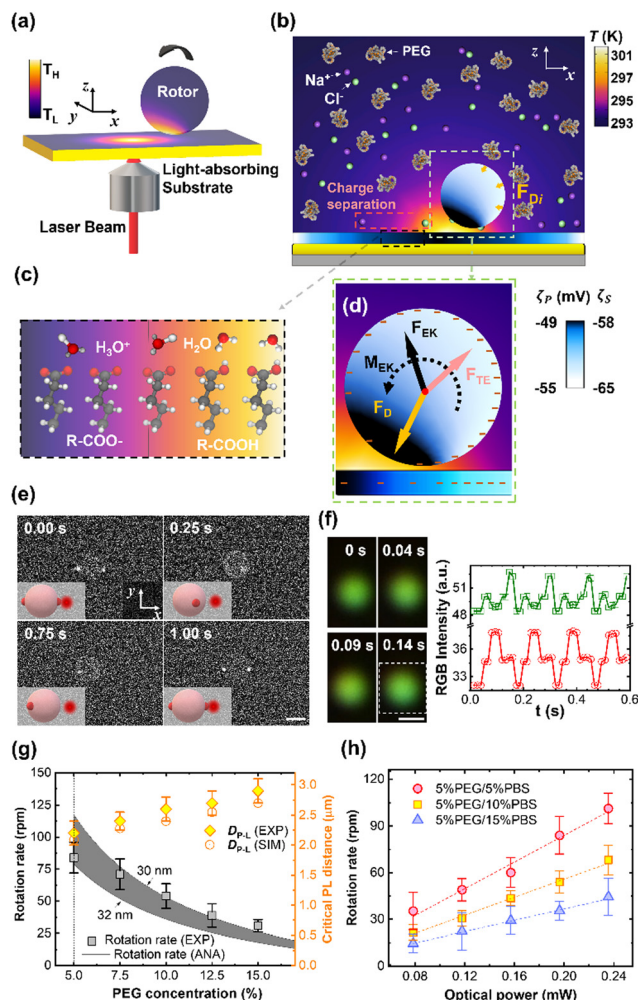 (a)
T_H
T_L
z
y
x
Rotor
Light-absorbing
Substrate
Laser Beam
(b)
PEG
Na⁺
Cl⁻
z
x
T (K)
301
299
297
295
293
Charge
separation
F_Di
(c)
H₃O⁺
H₂O
R-COO-
R-COOH
(d)
F_EK
M_EK
F_TE
F_D
ζ_P (mV) ζ_S
-49 -58
-55 -65
(e)
0.00 s
0.25 s
y
x
0.75 s
1.00 s
(f)
0 s
0.04 s
0.09 s
0.14 s
RGB Intensity (a.u.)
51
48
36
33
0.0 0.2 0.4 0.6
t (s)
(g)
Rotation rate (rpm)
150
125
100
75
50
25
0
D_P-L (EXP)
D_P-L (SIM)
30 nm
32 nm
Rotation rate (EXP)
Rotation rate (ANA)
5.0 7.5 10.0 12.5 15.0
PEG concentration (%)
3.0
2.5
2.0
1.5
1.0
0.5
0.0
Critical PL distance (μm)
(h)
Rotation rate (rpm)
120
90
60
30
0
5%PEG/5%PBS
5%PEG/10%PBS
5%PEG/15%PBS
0.08 0.12 0.16 0.20 0.24
Optical power (mW)